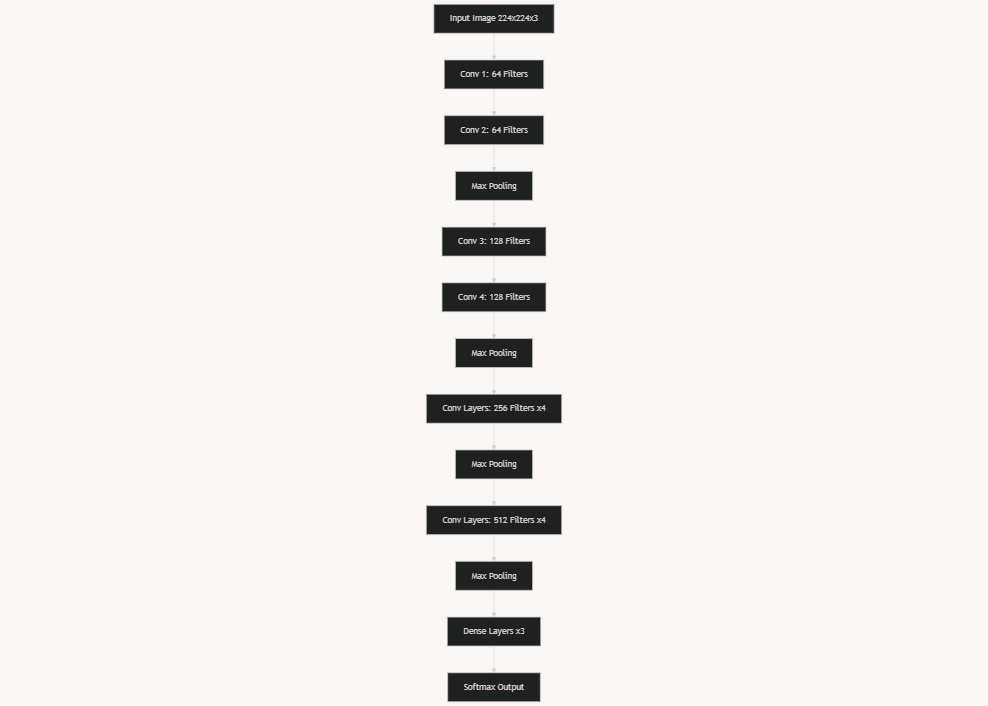 Input Image 224x224x3
Conv 1: 64 Filters
Conv 2: 64 Filters
Max Pooling
Conv 3: 128 Filters
Conv 4: 128 Filters
Max Pooling
Conv Layers: 256 Filters x4
Max Pooling
Conv Layers: 512 Filters x4
Max Pooling
Dense Layers x3
Softmax Output